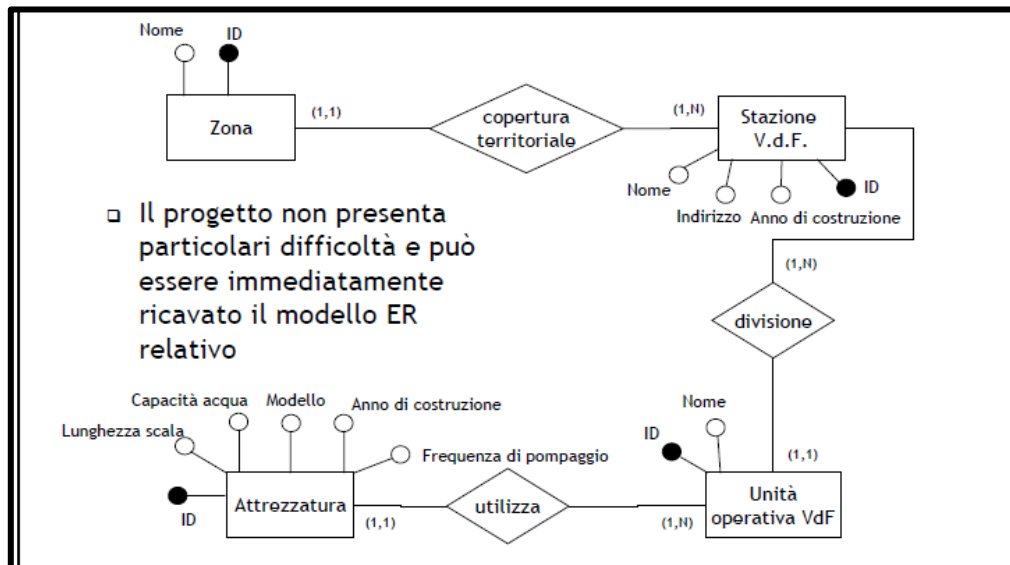 Nome
ID
Zona
(1,1)
copertura
territoriale
(1,N)
Stazione
V.d.F.
Nome
Indirizzo
Anno di costruzione
ID
❑ Il progetto non presenta
particolari difficoltà e può
essere immediatamente
ricavato il modello ER
relativo
(1,N)
divisione
(1,1)
Capacità acqua
Modello
Anno di costruzione
Lunghezza scala
Frequenza di pompaggio
ID
Attrezzatura
(1,1)
utilizza
(1,N)
Nome
ID
Unità
operativa VdF